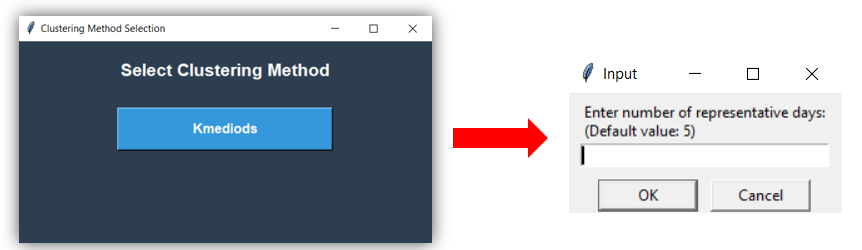 Clustering Method Selection
Select Clustering Method
Kmediods
Input
Enter number of representative days:
(Default value: 5)
OK
Cancel